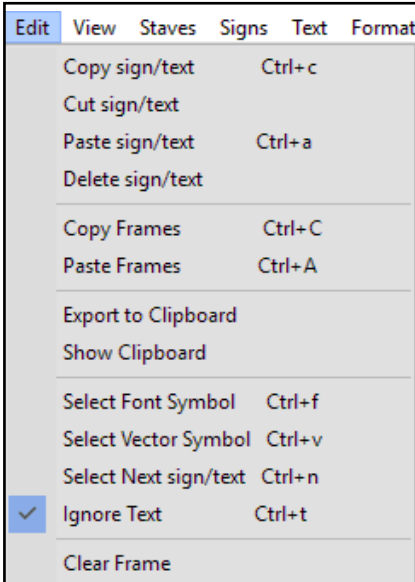 Edit View Staves Signs Text Format
Copy sign/text Ctrl+c
Cut sign/text
Paste sign/text Ctrl+a
Delete sign/text
Copy Frames Ctrl+C
Paste Frames Ctrl+A
Export to Clipboard
Show Clipboard
Select Font Symbol Ctrl+f
Select Vector Symbol Ctrl+v
Select Next sign/text Ctrl+n
Ignore Text Ctrl+t
Clear Frame